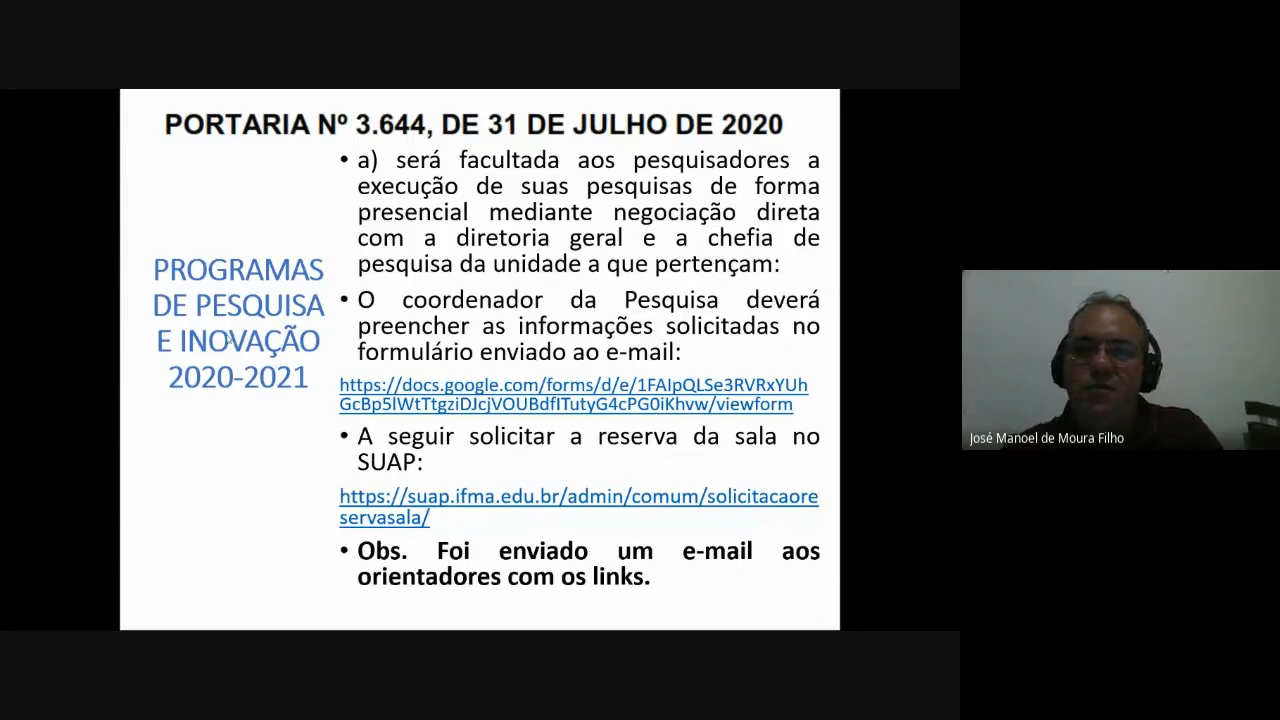 PORTARIA Nº 3.644, DE 31 DE JULHO DE 2020
PROGRAMAS
DE PESQUISA
E INOVAÇÃO
2020-2021
• a) será facultada aos pesquisadores a
execução de suas pesquisas de forma
presencial mediante negociação direta
com a diretoria geral e a chefia de
pesquisa da unidade a que pertençam:
• O coordenador da Pesquisa deverá
preencher as informações solicitadas no
formulário enviado ao e-mail:
https://docs.google.com/forms/d/e/1FAIpQLSe3RVRxYUh
GcBp5lWtTtgziDJcjVOUBdfITutyG4cPG0iKhvw/viewform
• A seguir solicitar a reserva da sala no
SUAP:
https://suap.ifma.edu.br/admin/comum/solicitacaore
servasala/
• Obs. Foi enviado um e-mail aos
orientadores com os links.
José Manoel de Moura Filho